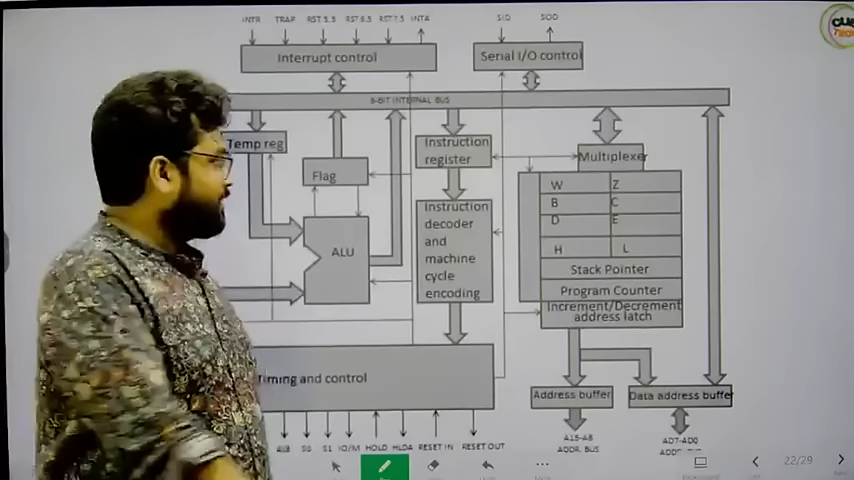 INTR TRAP RST 5.5 RST 6.5 RST 7.5 INTA SID SOD
Interrupt control
Serial I/O control
8-BIT INTERNAL BUS
Temp reg
Instruction
register
Multiplexer
Flag
W Z
B C
D E
H L
Instruction
decoder
and
machine
cycle
encoding
ALU
Stack Pointer
Program Counter
Increment/Decrement
address latch
Timing and control
Address buffer
Data address buffer
ALE S0 S1 IO/M HOLD HLDA RESET IN RESET OUT
A15-A8
ADDR. BUS
AD7-AD0
22/29